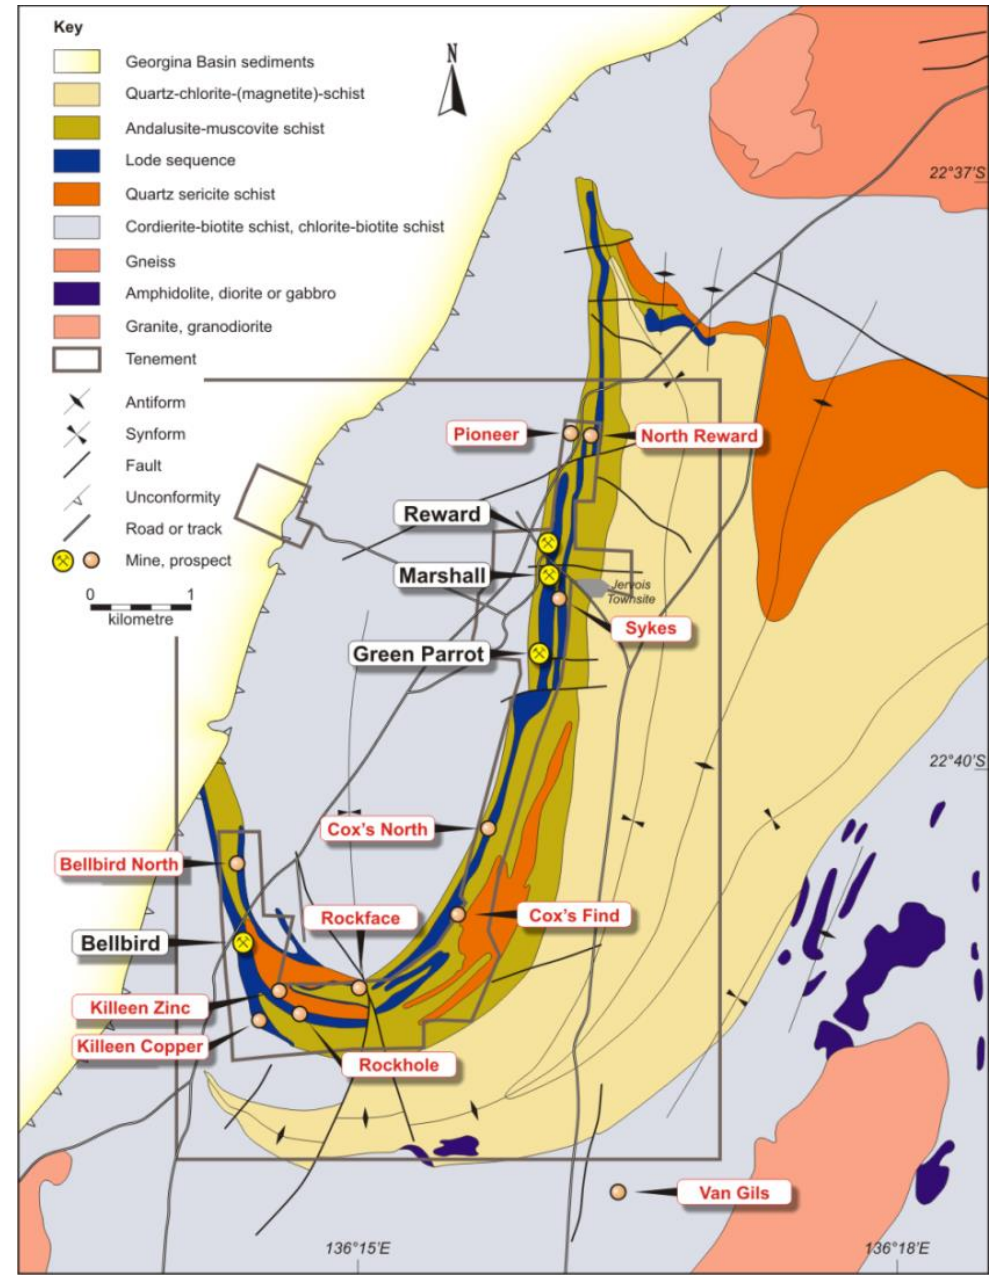 Key
Georgina Basin sediments
Quartz-chlorite-(magnetite)-schist
Andalusite-muscovite schist
Lode sequence
Quartz sericite schist
Cordierite-biotite schist, chlorite-biotite schist
Gneiss
Amphidolite, diorite or gabbro
Granite, granodiorite
Tenement
Antiform
Synform
Fault
Unconformity
Road or track
Mine, prospect
0 1
kilometre
N
22°37'S
Pioneer
North Reward
Reward
Marshall
Jervois
Townsite
Sykes
Green Parrot
22°40'S
Cox's North
Bellbird North
Rockface
Cox's Find
Bellbird
Killeen Zinc
Killeen Copper
Rockhole
Van Gils
136°15'E
136°18'E